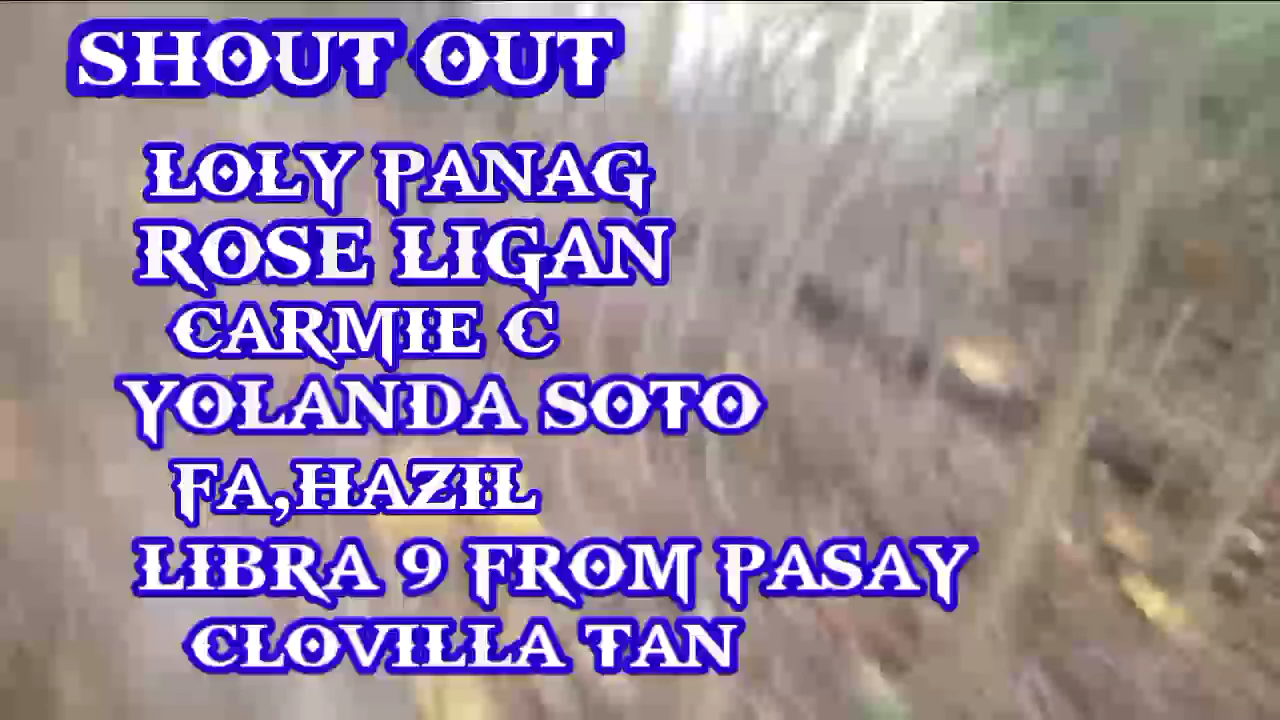 SHOUT OUT
LOLY PANAG
ROSE LIGAN
CARMIE C
YOLANDA SOTO
FA,HAZIL
LIBRA 9 FROM PASAY
CLOVILLA TAN